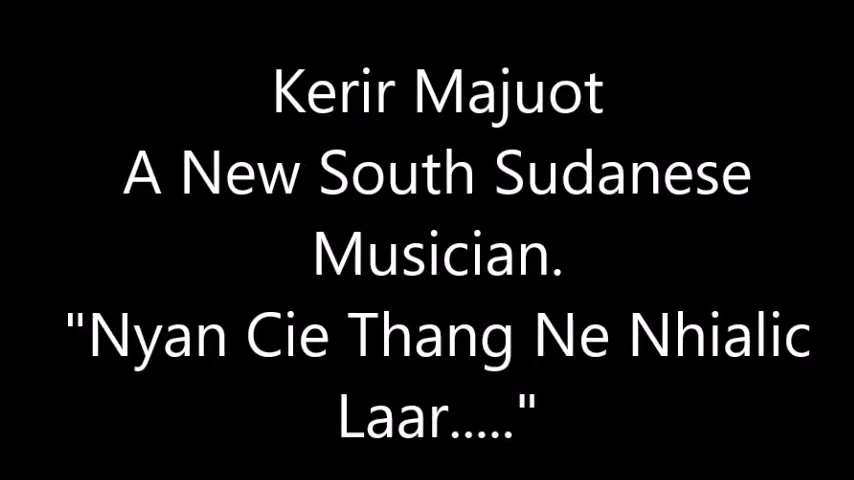 Kerir Majuot
A New South Sudanese
Musician.
"Nyan Cie Thang Ne Nhialic
Laar....."